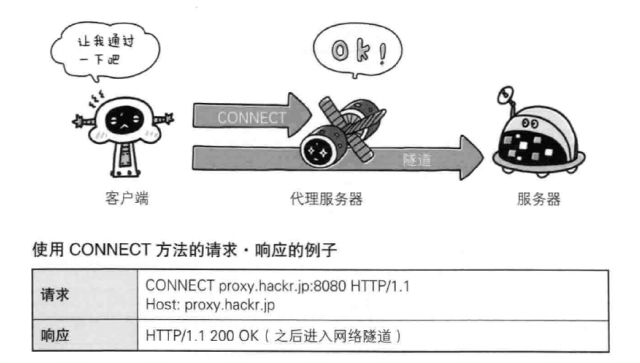 让我通过
一下吧
Ok!
CONNECT
隧道
客户端
代理服务器
服务器
使用 CONNECT 方法的请求・响应的例子
请求
CONNECT proxy.hackr.jp:8080 HTTP/1.1
Host: proxy.hackr.jp
响应
HTTP/1.1 200 OK（之后进入网络隧道）